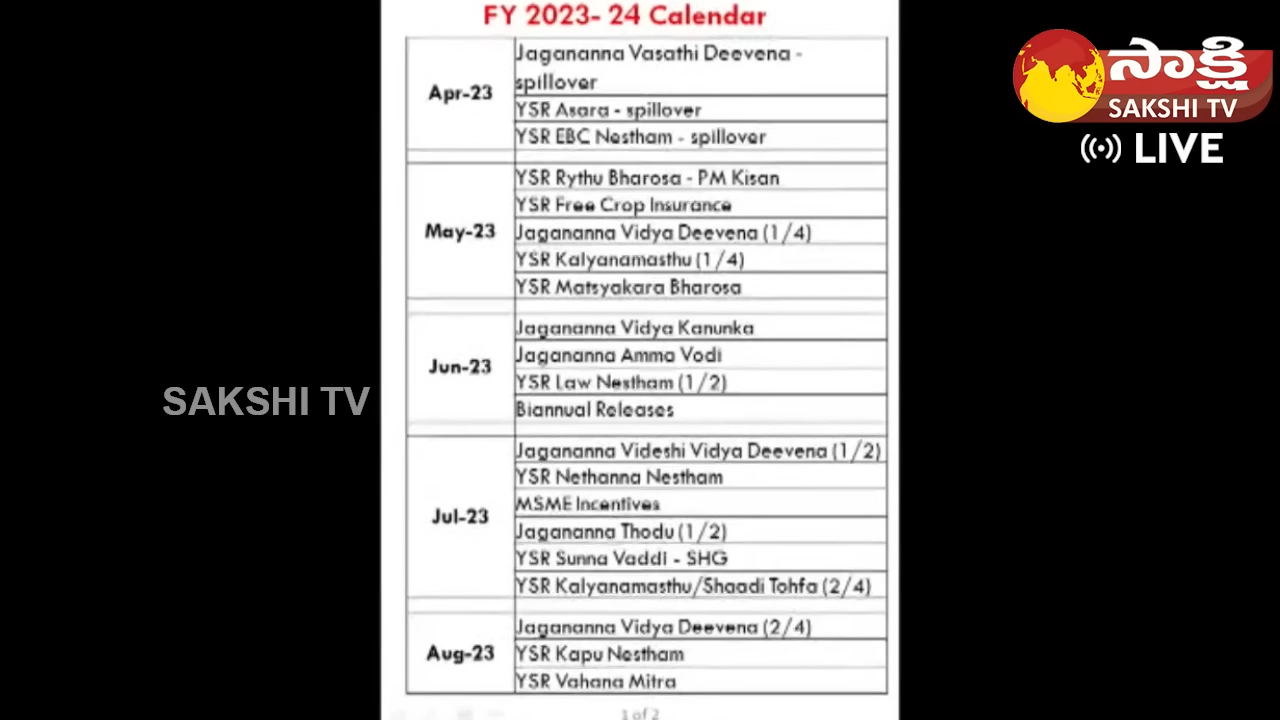 FY 2023- 24 Calendar
సాక్షి
SAKSHI TV
LIVE
Apr-23
Jagananna Vasathi Deevena -
spillover
YSR Asara - spillover
YSR EBC Nestham - spillover
May-23
YSR Rythu Bharosa - PM Kisan
YSR Free Crop Insurance
Jagananna Vidya Deevena (1/4)
YSR Kalyanamasthu (1/4)
YSR Matsyakara Bharosa
Jun-23
Jagananna Vidya Kanunka
Jagananna Amma Vodi
YSR Law Nestham (1/2)
Biannual Releases
SAKSHI TV
Jul-23
Jagananna Videshi Vidya Deevena (1/2)
YSR Nethanna Nestham
MSME Incentives
Jagananna Thodu (1/2)
YSR Sunna Vaddi - SHG
YSR Kalyanamasthu/Shaadi Tohfa (2/4)
Aug-23
Jagananna Vidya Deevena (2/4)
YSR Kapu Nestham
YSR Vahana Mitra
1 of 2